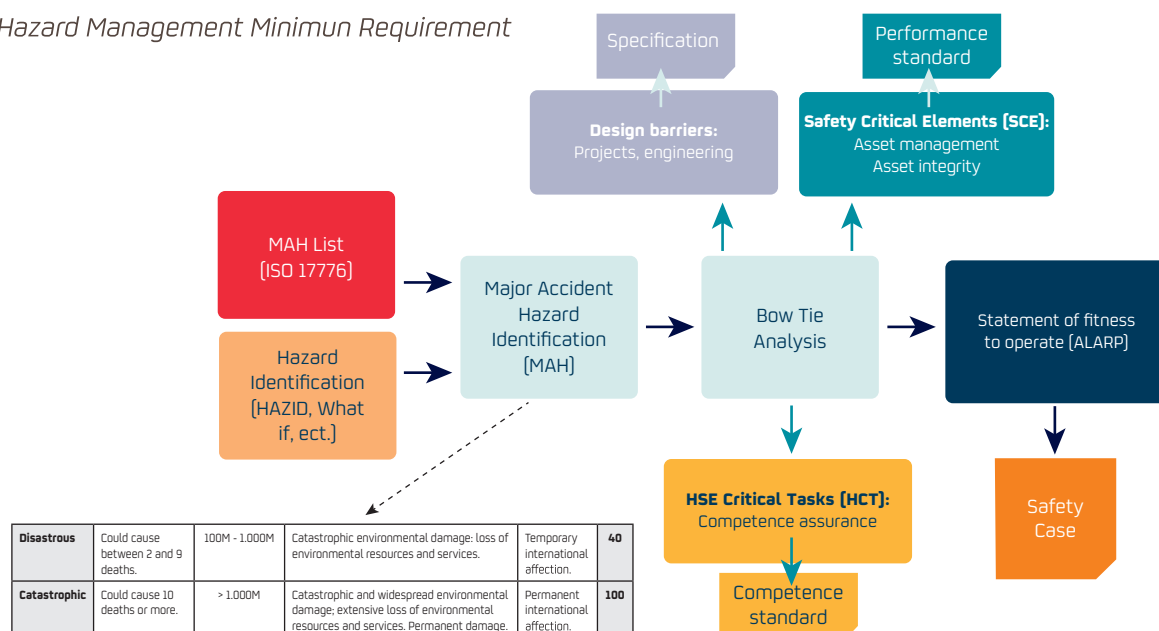 Hazard Management Minimun Requirement
Specification
Performance
standard
Design barriers:
Projects, engineering
Safety Critical Elements (SCE):
Asset management
Asset integrity
MAH List
(ISO 17776)
Hazard
Identification
(HAZID, What
if, ect.)
Major Accident
Hazard
Identification
(MAH)
Bow Tie
Analysis
Statement of fitness
to operate (ALARP)
HSE Critical Tasks (HCT):
Competence assurance
Competence
standard
Safety
Case
Disastrous
Could cause
between 2 and 9
deaths.
100M - 1.000M
Catastrophic environmental damage: loss of
environmental resources and services.
Temporary
international
affection.
40
Catastrophic
Could cause 10
deaths or more.
> 1.000M
Catastrophic and widespread environmental
damage; extensive loss of environmental
resources and services. Permanent damage.
Permanent
international
affection.
100